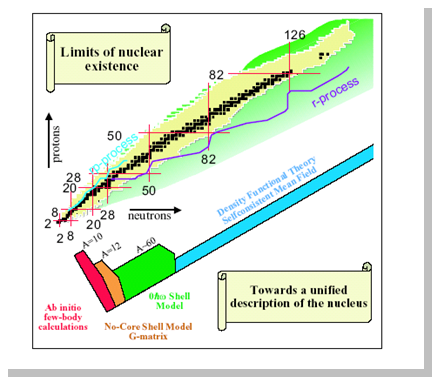 Limits of nuclear
existence
126
82
r-process
rp-process
50
protons
82
28
20
50
8
28
2
20
2 8
neutrons
Density Functional Theory
Selfconsistent Mean Field
A=10
A=12
A~60
0ħω Shell
Model
Towards a unified
description of the nucleus
Ab initio
few-body
calculations
No-Core Shell Model
G-matrix